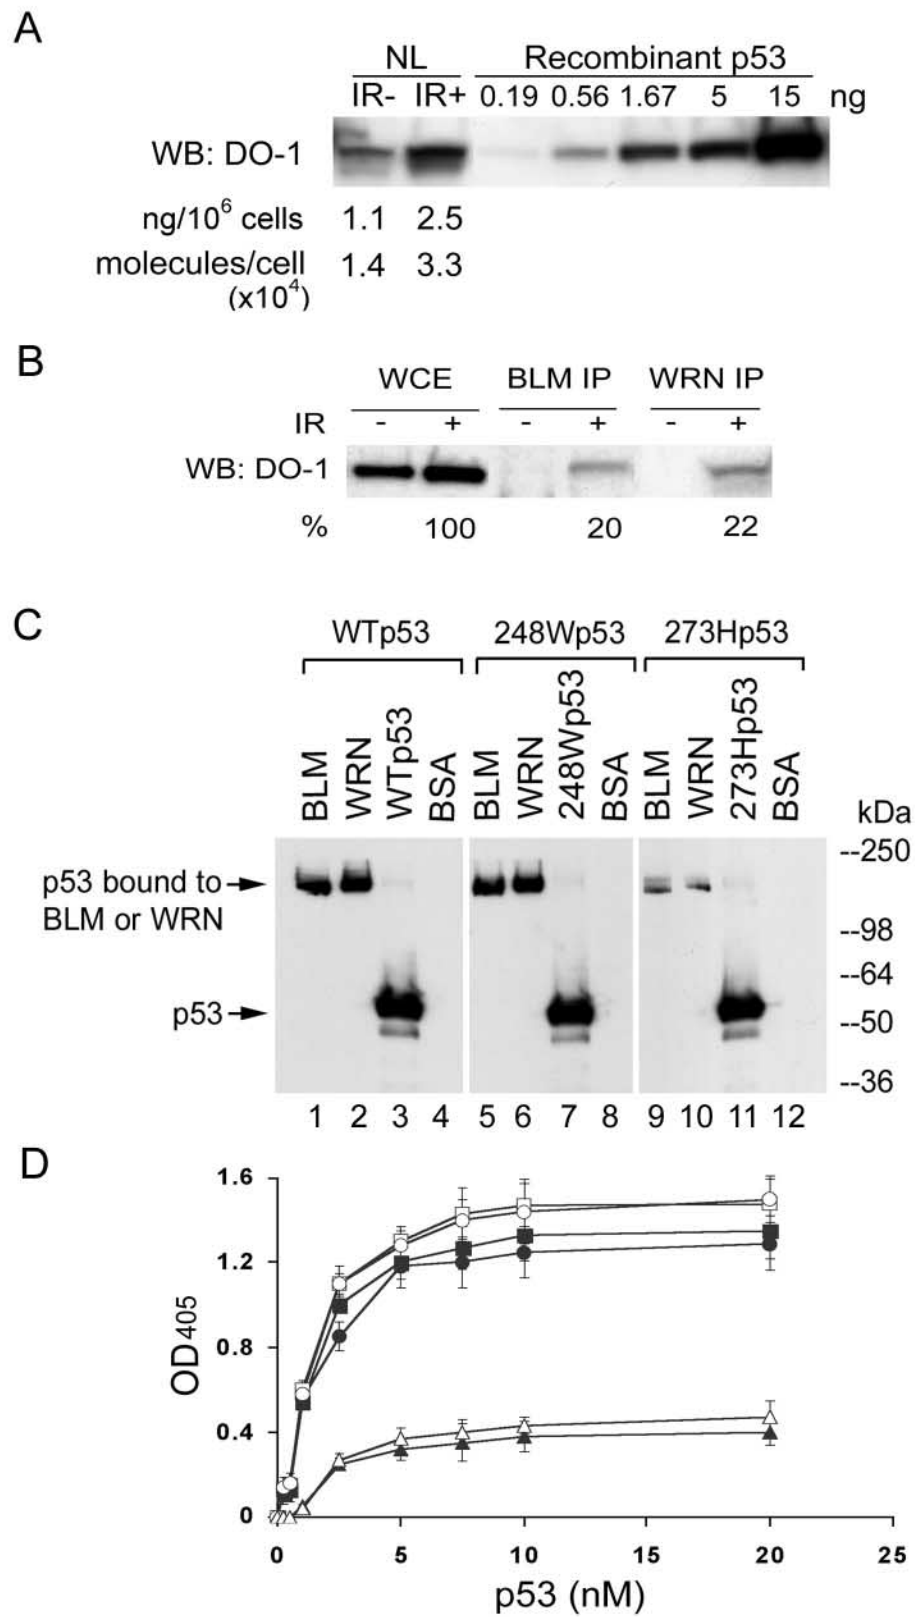 A
NL Recombinant p53
IR- IR+ 0.19 0.56 1.67 5 15 ng
WB: DO-1
ng/10⁶ cells 1.1 2.5
molecules/cell 1.4 3.3
(x10⁴)
B
WCE BLM IP WRN IP
IR - + - + - +
WB: DO-1
% 100 20 22
C
WTp53 248Wp53 273Hp53
BLM WRN WTp53 BSA BLM WRN 248Wp53 BSA BLM WRN 273Hp53 BSA
kDa
--250
p53 bound to
BLM or WRN
--98
--64
p53
--50
--36
1 2 3 4 5 6 7 8 9 10 11 12
D
1.6
1.2
0.8
0.4
0
OD405
0 5 10 15 20 25
p53 (nM)